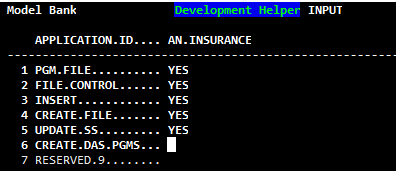 Model Bank Development Helper INPUT
APPLICATION.ID.... AN.INSURANCE
--------------------------------------------------------
1 PGM.FILE.......... YES
2 FILE.CONTROL...... YES
3 INSERT............ YES
4 CREATE.FILE....... YES
5 UPDATE.SS......... YES
6 CREATE.DAS.PGMS...
7 RESERVED.9........